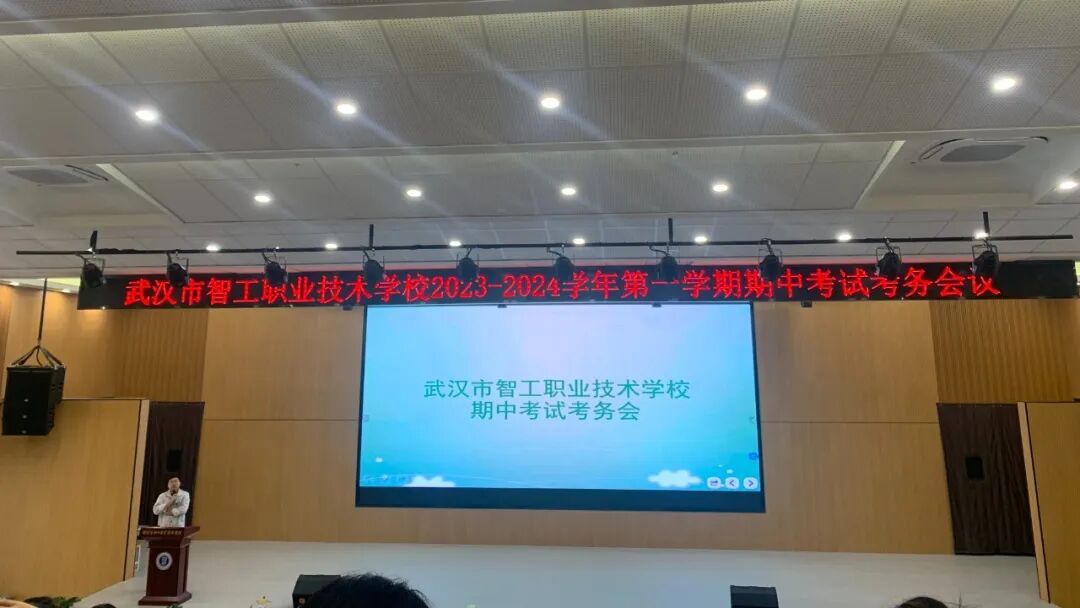 武汉市智工职业技术学校2023-2024学年第一学期期中考试考务会议
武汉市智工职业技术学校
期中考试考务会